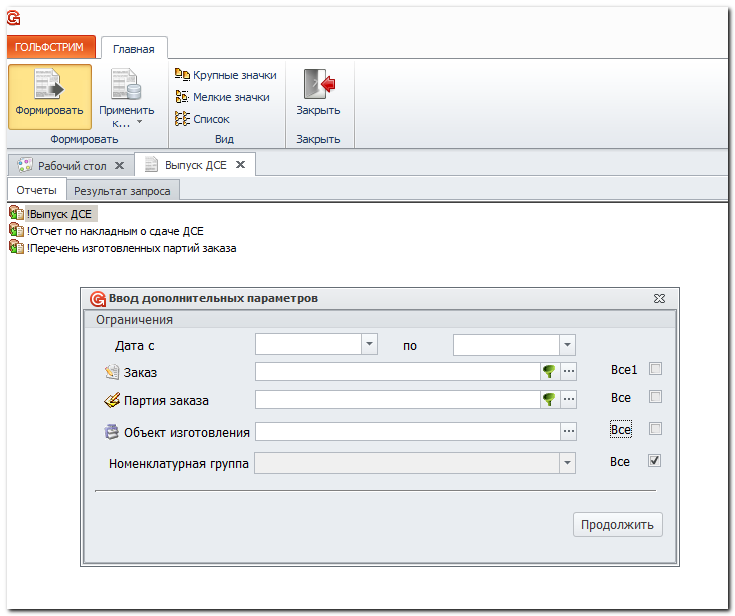 ГОЛЬФСТРИМ Главная
Крупные значки
Мелкие значки
Список
Формировать Применить к... Закрыть
Формировать Вид Закрыть
Рабочий стол Выпуск ДСЕ
Отчеты Результат запроса
!Выпуск ДСЕ
!Отчет по накладным о сдаче ДСЕ
!Перечень изготовленных партий заказа
Ввод дополнительных параметров
Ограничения
Дата с по
Заказ Все1
Партия заказа Все
Объект изготовления Все
Номенклатурная группа Все
Продолжить